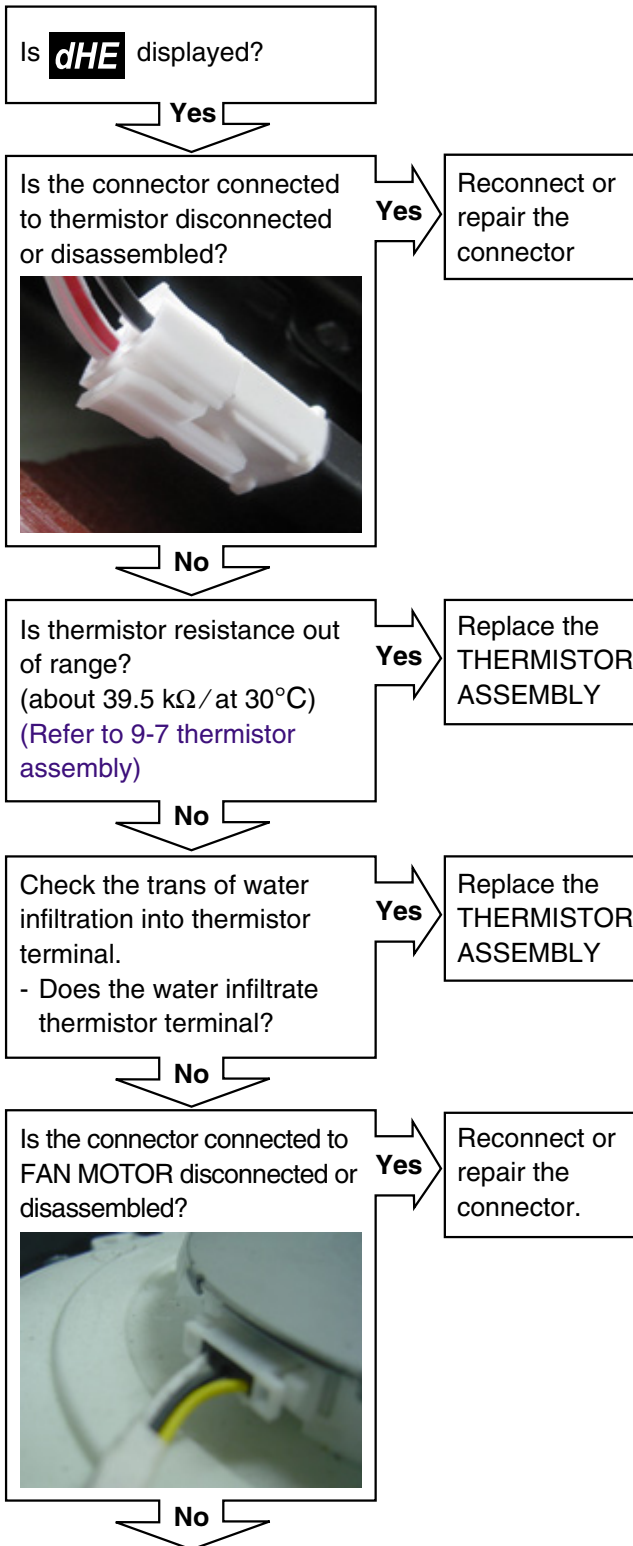 Is dHE displayed?
Yes
Is the connector connected
to thermistor disconnected
or disassembled?
Yes
Reconnect or
repair the
connector
No
Is thermistor resistance out
of range?
(about 39.5 kΩ ⁄ at 30°C)
(Refer to 9-7 thermistor
assembly)
Yes
Replace the
THERMISTOR
ASSEMBLY
No
Check the trans of water
infiltration into thermistor
terminal.
- Does the water infiltrate
thermistor terminal?
Yes
Replace the
THERMISTOR
ASSEMBLY
No
Is the connector connected to
FAN MOTOR disconnected or
disassembled?
Yes
Reconnect or
repair the
connector.
No